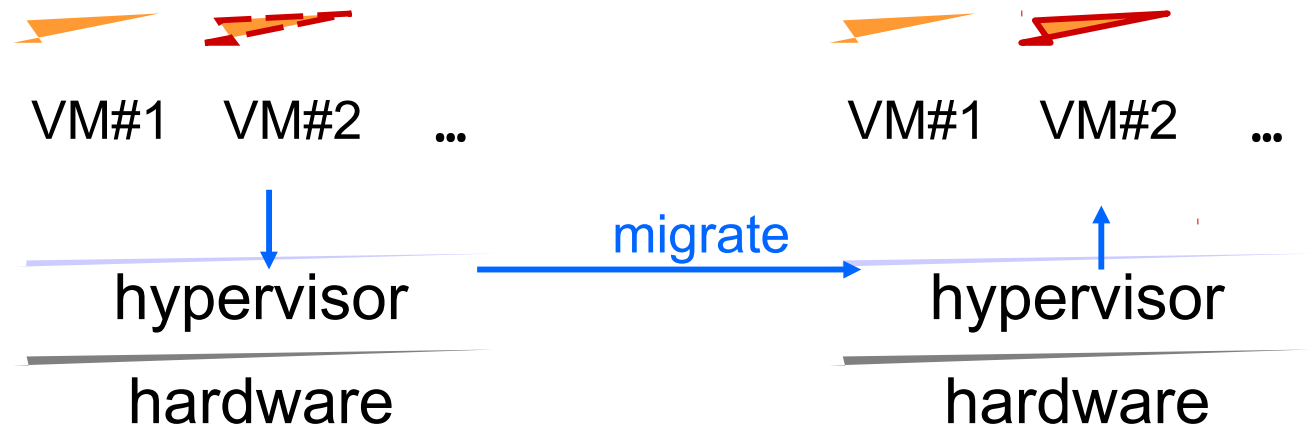 VM#1 VM#2 ... VM#1 VM#2 ...
migrate
hypervisor hypervisor
hardware hardware